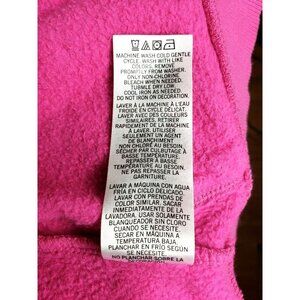 MACHINE WASH COLD GENTLE
CYCLE. WASH WITH LIKE
COLORS. REMOVE
PROMPTLY FROM WASHER.
ONLY NON-CHLORINE
BLEACH WHEN NEEDED.
TUMBLE DRY LOW.
COOL IRON AS NEEDED.
DO NOT IRON ON DECORATION.
LAVER À LA MACHINE À L'EAU
FROIDE EN CYCLE DÉLICAT.
LAVER AVEC DES COULEURS
SIMILAIRES. RETIRER
RAPIDEMENT DE LA MACHINE
À LAVER. UTILISER
SEULEMENT UN AGENT
DE BLANCHIMENT
NON CHLORÉ AU BESOIN.
SÉCHER PAR CULBUTAGE À
BASSE TEMPÉRATURE.
REPASSER À BASSE
TEMPÉRATURE AU BESOIN.
NE PAS REPASSER LA
GARNITURE.
LAVAR A MÁQUINA CON AGUA
FRÍA EN CICLO DELICADO.
LAVAR CON PRENDAS DE
COLOR SIMILAR. SACAR
INMEDIATAMENTE DE LA
LAVADORA. USAR SOLAMENTE
BLANQUEADOR SIN CLORO
CUANDO SE NECESITE.
SECAR EN MÁQUINA A
TEMPERATURA BAJA.
PLANCHAR EN FRÍO SEGÚN
SE NECESITE.
NO PLANCHAR SOBRE LA